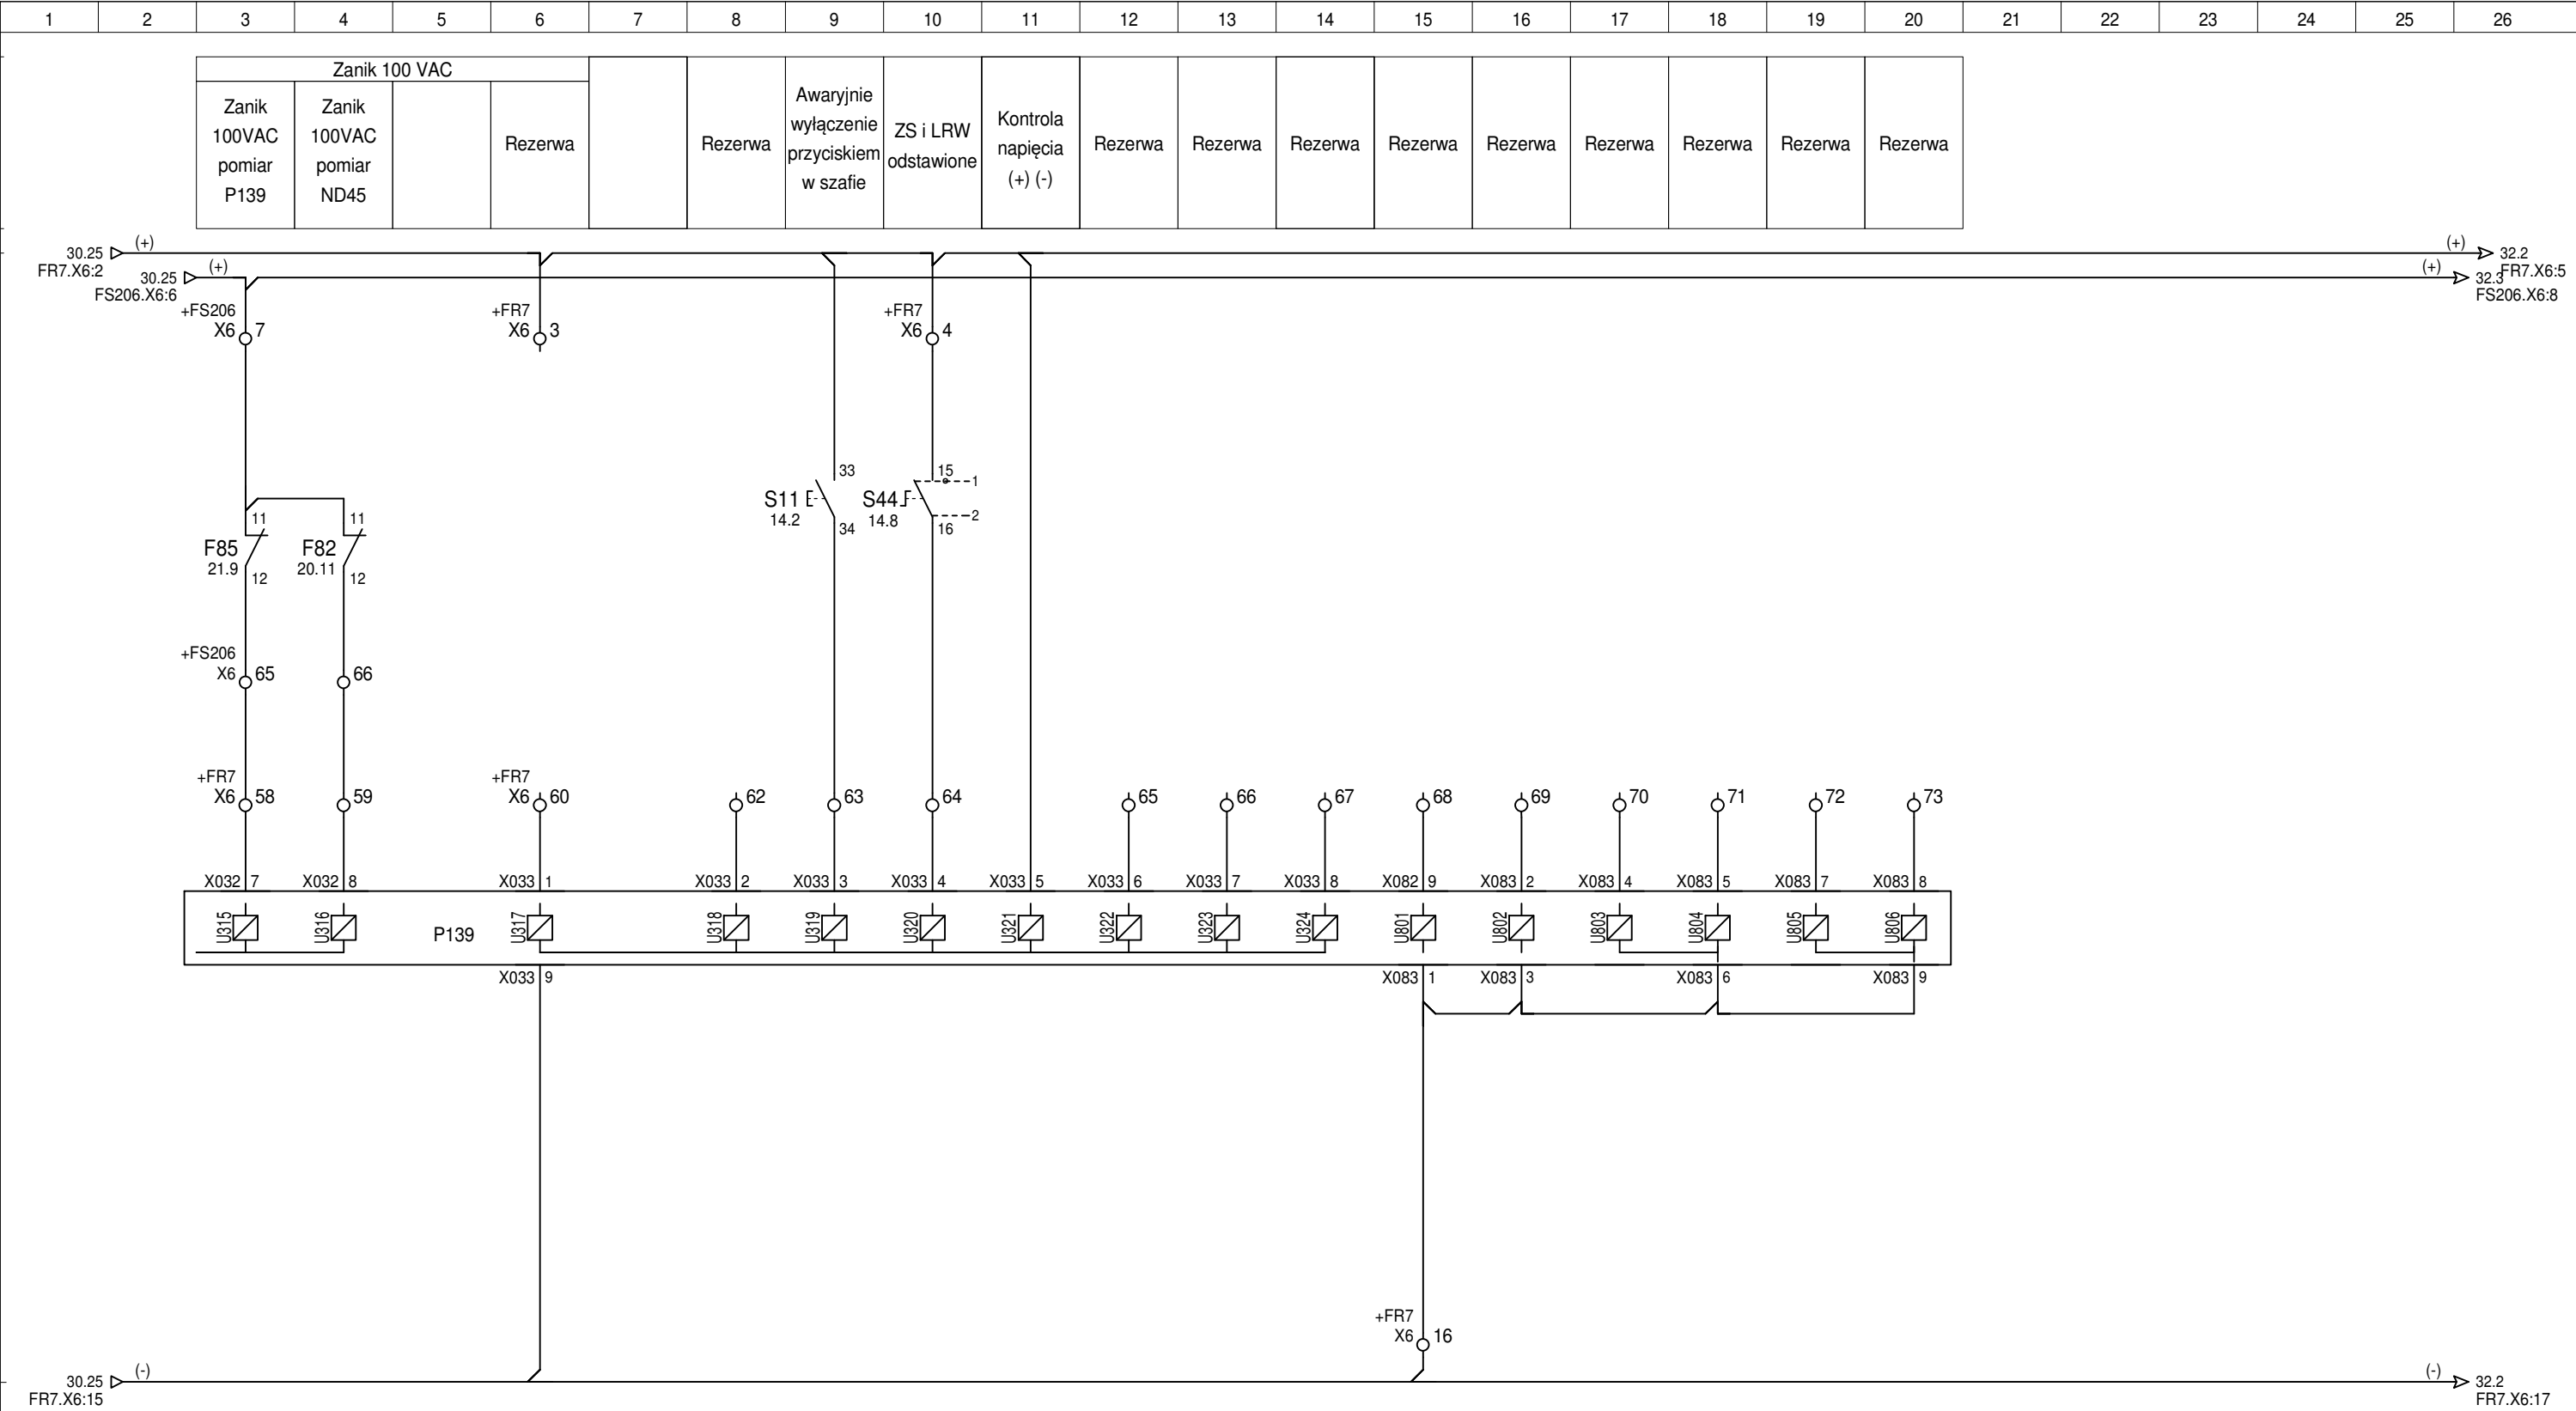 1 2 3 4 5 6 7 8 9 10 11 12 13 14 15 16 17 18 19 20 21 22 23 24 25 26
Zanik 100 VAC
Zanik
100VAC
pomiar
P139
Zanik
100VAC
pomiar
ND45
Rezerwa
Rezerwa
Awaryjnie
wyłączenie
przyciskiem
w szafie
ZS i LRW
odstawione
Kontrola
napięcia
(+) (-)
Rezerwa
Rezerwa
Rezerwa
Rezerwa
Rezerwa
Rezerwa
Rezerwa
Rezerwa
Rezerwa
30.25 (+)
FR7.X6:2
30.25 (+)
FS206.X6:6
(+) 32.2
FR7.X6:5
(+) 32.3
FS206.X6:8
+FS206
X6 7
+FR7
X6 3
+FR7
X6 4
33
S11
14.2
34
15
1
S44
14.8
2
16
11
F85
21.9
12
11
F82
20.11
12
+FS206
X6 65
66
+FR7
X6 58
59
+FR7
X6 60
62
63
64
65
66
67
68
69
70
71
72
73
X032 7
X032 8
X033 1
X033 2
X033 3
X033 4
X033 5
X033 6
X033 7
X033 8
X082 9
X083 2
X083 4
X083 5
X083 7
X083 8
U315
U316
P139
U317
U318
U319
U320
U321
U322
U323
U324
U801
U802
U803
U804
U805
U806
X033 9
X083 1
X083 3
X083 6
X083 9
+FR7
X6 16
30.25 (-)
FR7.X6:15
(-) 32.2
FR7.X6:17